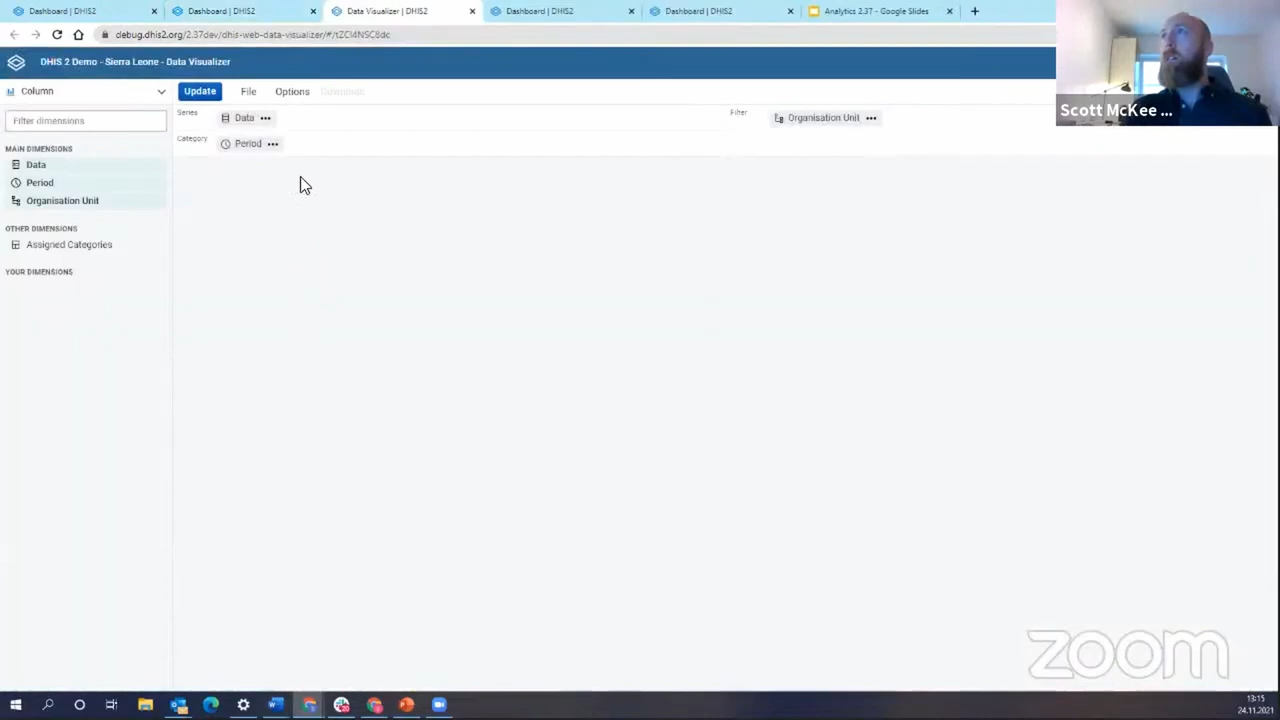 Dashboard | DHIS2
Dashboard | DHIS2
Data Visualizer | DHIS2
Dashboard | DHIS2
Dashboard | DHIS2
Analytics 2.37 - Google Slides
debug.dhis2.org/2.37dev/dhis-web-data-visualizer/#/tZCl4NSC8dc
DHIS 2 Demo - Sierra Leone - Data Visualizer
Scott McKee ...
Column
Update File Options Download
Filter dimensions
Series Data
Filter Organisation Unit
Category Period
MAIN DIMENSIONS
Data
Period
Organisation Unit
OTHER DIMENSIONS
Assigned Categories
YOUR DIMENSIONS
zoom
13:15
24.11.2021